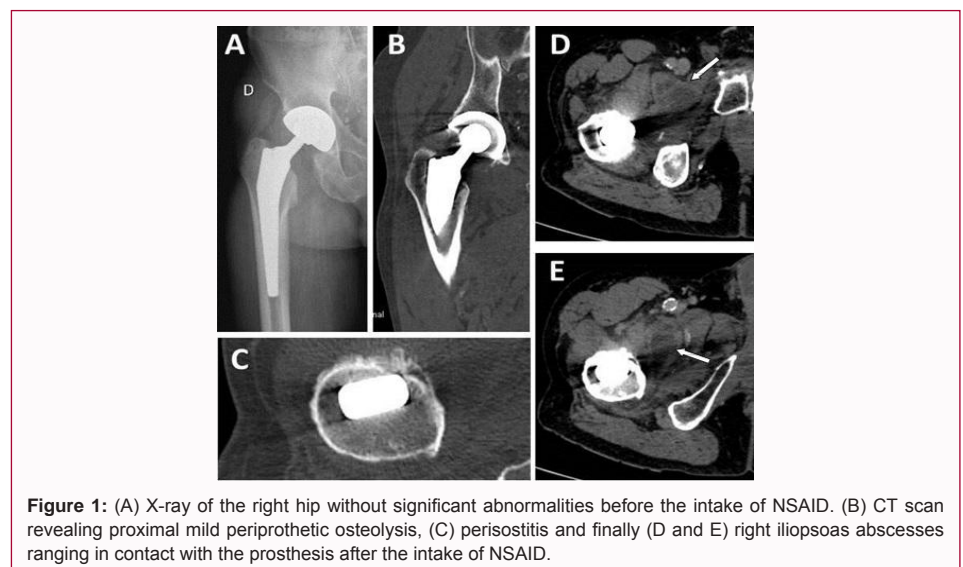 A
B
D
D
E
C
nal
Figure 1: (A) X-ray of the right hip without significant abnormalities before the intake of NSAID. (B) CT scan
revealing proximal mild periprosthetic osteolysis, (C) perisostitis and finally (D and E) right iliopsoas abscesses
ranging in contact with the prosthesis after the intake of NSAID.